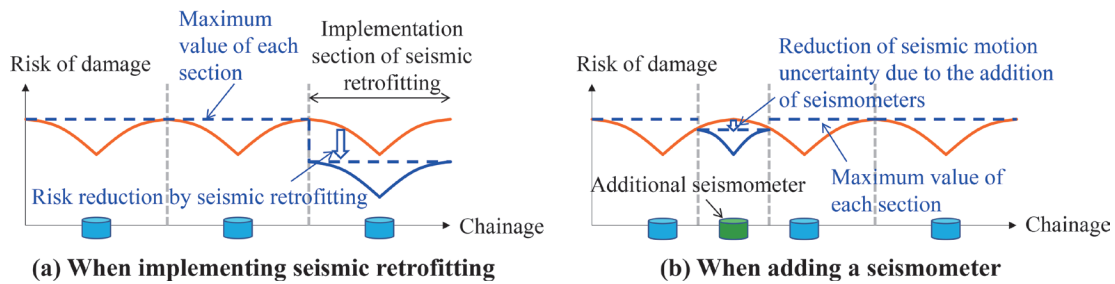 Risk of damage
Maximum
value of each
section
Implementation
section of seismic
retrofitting
Risk reduction by seismic retrofitting
Chainage
(a) When implementing seismic retrofitting
Risk of damage
Reduction of seismic motion
uncertainty due to the addition
of seismometers
Additional seismometer
Maximum value of
each section
Chainage
(b) When adding a seismometer